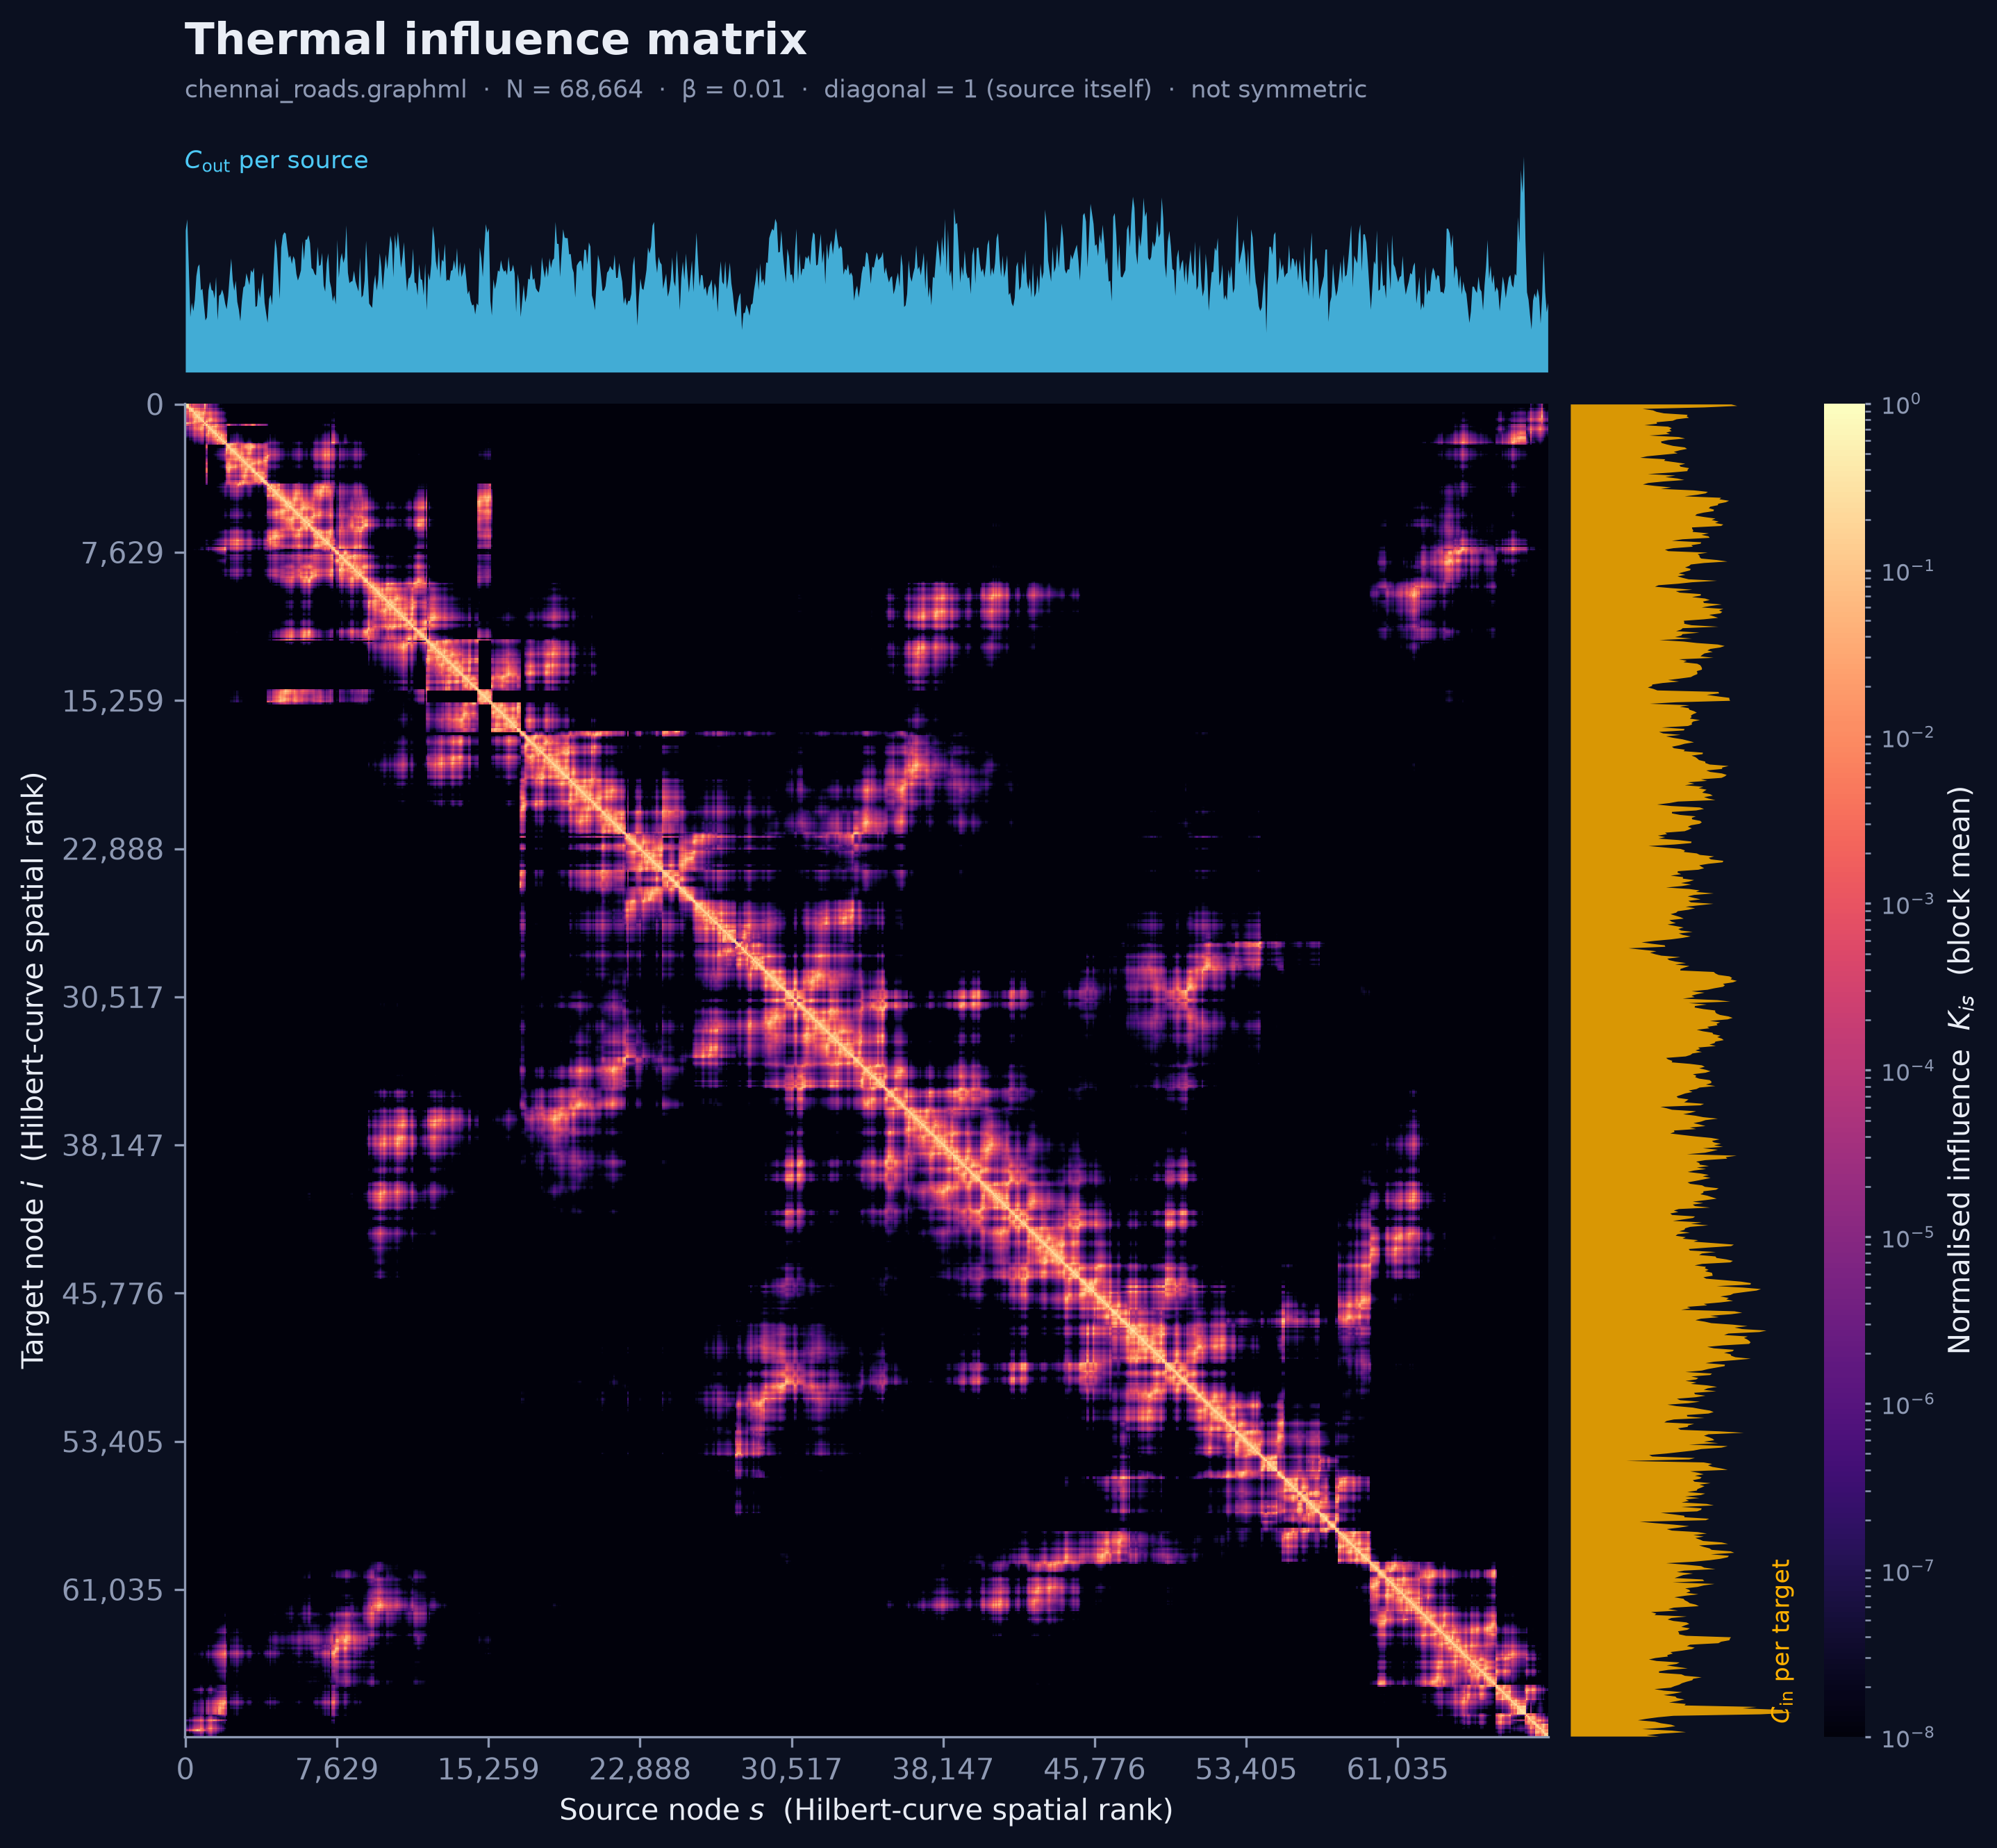 Thermal influence matrix
chennai_roads.graphml · N = 68,664 · β = 0.01 · diagonal = 1 (source itself) · not symmetric
C_out per source
0
7,629
15,259
22,888
30,517
38,147
45,776
53,405
61,035
Target node i (Hilbert-curve spatial rank)
0 7,629 15,259 22,888 30,517 38,147 45,776 53,405 61,035
Source node s (Hilbert-curve spatial rank)
C_in per target
10⁰
10⁻¹
10⁻²
10⁻³
10⁻⁴
10⁻⁵
10⁻⁶
10⁻⁷
10⁻⁸
Normalised influence K_is (block mean)